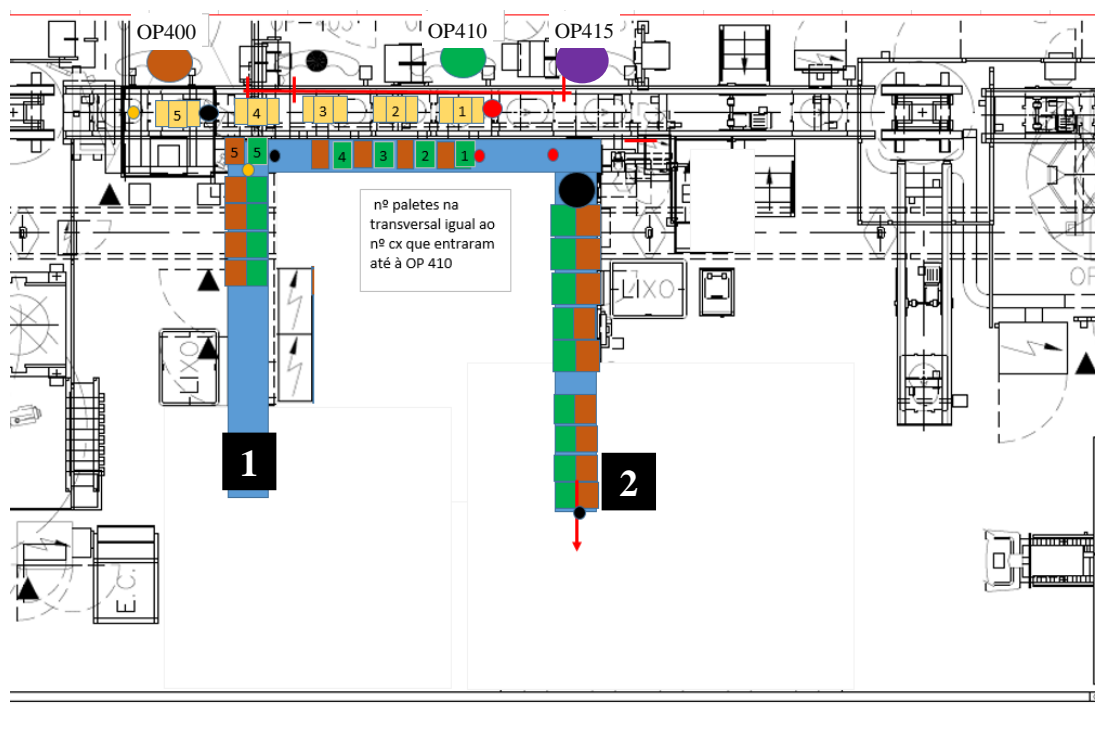 OP400
OP410
OP415
5
4
3
2
1
5
5
4
3
2
1
nº paletes na
transversal igual ao
nº cx que entraram
até à OP 410
LIXO
LIXO
1
2
E.C.
OP